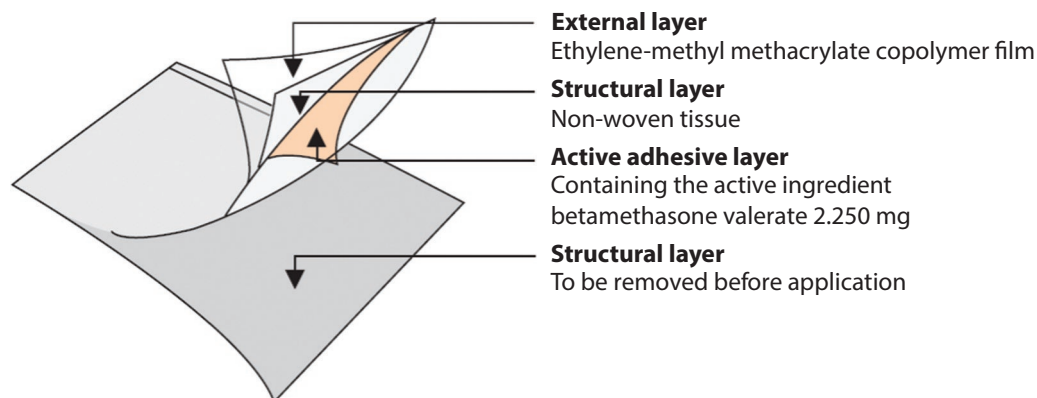 External layer
Ethylene-methyl methacrylate copolymer film
Structural layer
Non-woven tissue
Active adhesive layer
Containing the active ingredient
betamethasone valerate 2.250 mg
Structural layer
To be removed before application